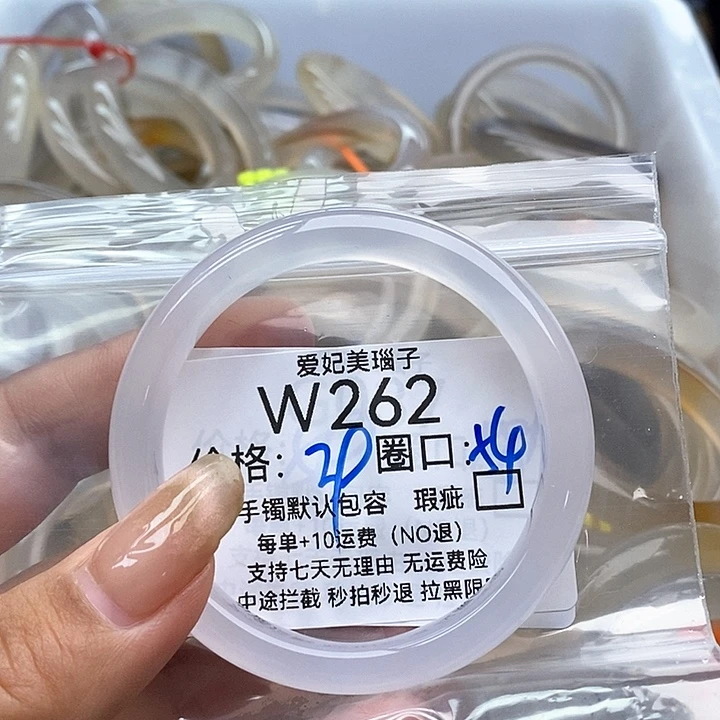 爱妃美瑙子
W262
价格: 圈口:
手镯默认包容 瑕疵
每单+10运费（NO退）
支持七天无理由 无运费险
中途拦截 秒拍秒退 拉黑限